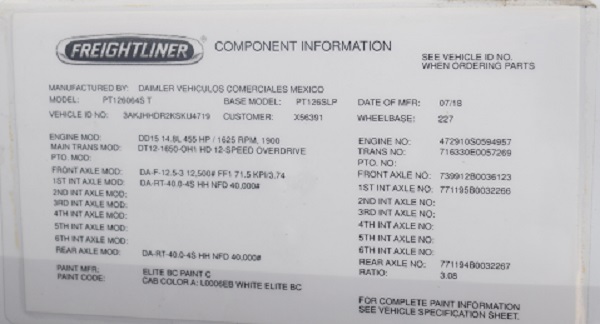 FREIGHTLINER COMPONENT INFORMATION
SEE VEHICLE ID NO.
WHEN ORDERING PARTS
MANUFACTURED BY: DAIMLER VEHICULOS COMERCIALES MEXICO
MODEL: PT126064S T BASE MODEL: PT126SLP DATE OF MFR: 07/18
VEHICLE ID NO: 3AKJHHDR2KSKU4719 CUSTOMER: X56391 WHEELBASE: 227
ENGINE MOD: DD15 14.8L 455 HP / 1625 RPM, 1900 ENGINE NO: 472910S0594957
MAIN TRANS MOD: DT12-1650-OH1 HD 12-SPEED OVERDRIVE TRANS NO: 716330E0057269
PTO. MOD: PTO. NO:
FRONT AXLE MOD: DA-F-12.5-3 12,500# FF1 71.5 KPI/3.74 FRONT AXLE NO: 739912B0036123
1ST INT AXLE MOD: DA-RT-40.0-4S HH NFD 40,000# 1ST INT AXLE NO: 771195B0032266
2ND INT AXLE MOD: 2ND INT AXLE NO:
3RD INT AXLE MOD: 3RD INT AXLE NO:
4TH INT AXLE MOD: 4TH INT AXLE NO:
5TH INT AXLE MOD: 5TH INT AXLE NO:
6TH INT AXLE MOD: 6TH INT AXLE NO:
REAR AXLE MOD: DA-RT-40.0-4S HH NFD 40,000# REAR AXLE NO: 771194B0032267
RATIO: 3.08
PAINT MFR: ELITE BC PAINT C
PAINT CODE: CAB COLOR A: L0006EB WHITE ELITE BC
FOR COMPLETE PAINT INFORMATION
SEE VEHICLE SPECIFICATION SHEET.